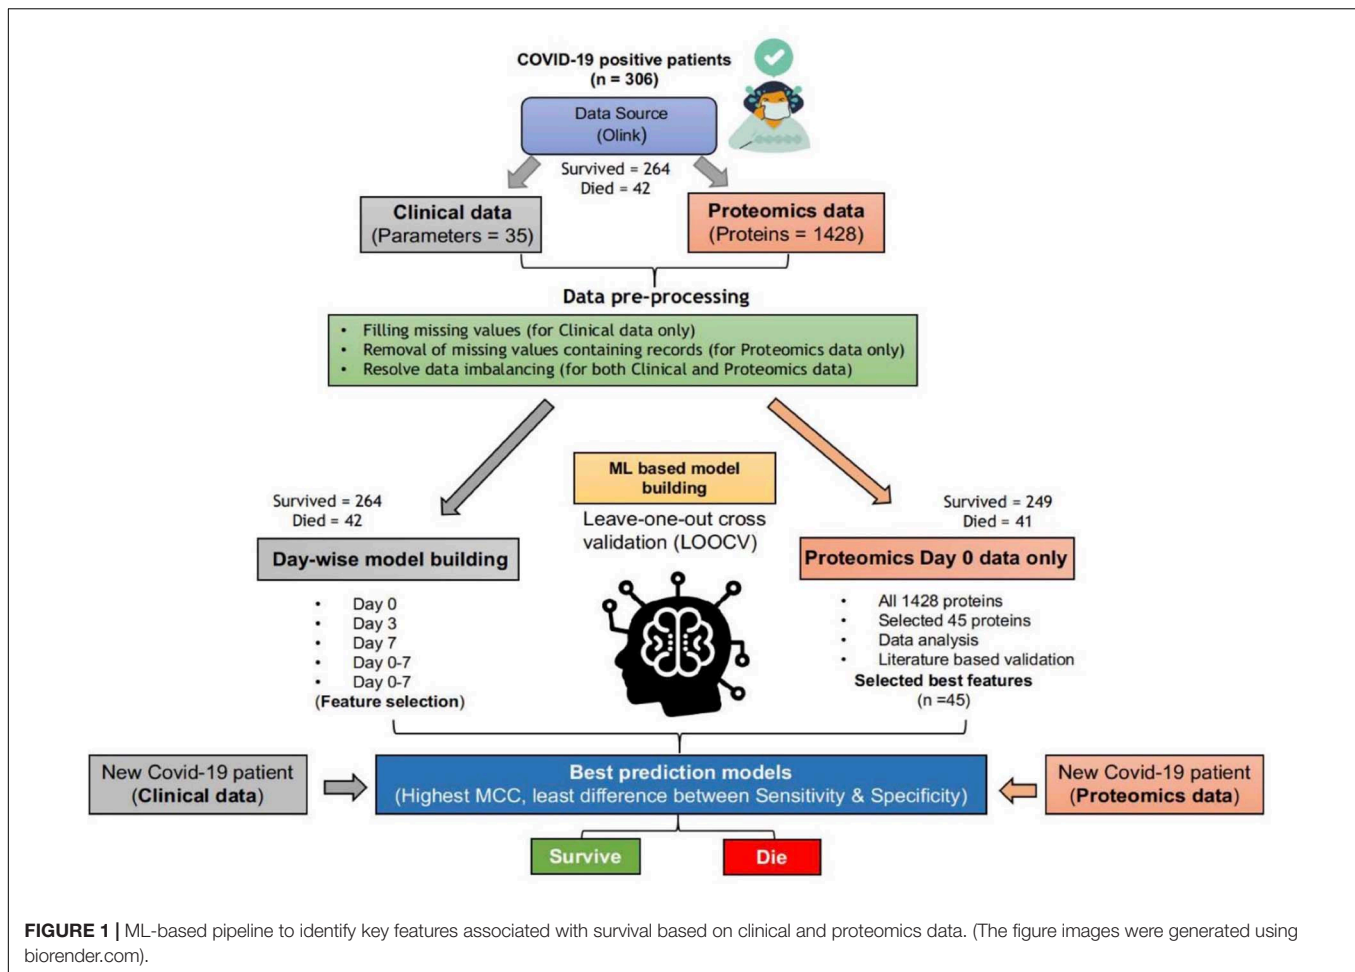 COVID-19 positive patients
(n = 306)
Data Source
(Olink)
Survived = 264
Died = 42
Clinical data
(Parameters = 35)
Proteomics data
(Proteins = 1428)
Data pre-processing
• Filling missing values (for Clinical data only)
• Removal of missing values containing records (for Proteomics data only)
• Resolve data imbalancing (for both Clinical and Proteomics data)
ML based model
building
Leave-one-out cross
validation (LOOCV)
Survived = 264
Died = 42
Day-wise model building
• Day 0
• Day 3
• Day 7
• Day 0-7
• Day 0-7
(Feature selection)
Survived = 249
Died = 41
Proteomics Day 0 data only
• All 1428 proteins
• Selected 45 proteins
• Data analysis
• Literature based validation
Selected best features
(n =45)
New Covid-19 patient
(Clinical data)
Best prediction models
(Highest MCC, least difference between Sensitivity & Specificity)
New Covid-19 patient
(Proteomics data)
Survive
Die
FIGURE 1 | ML-based pipeline to identify key features associated with survival based on clinical and proteomics data. (The figure images were generated using
biorender.com).